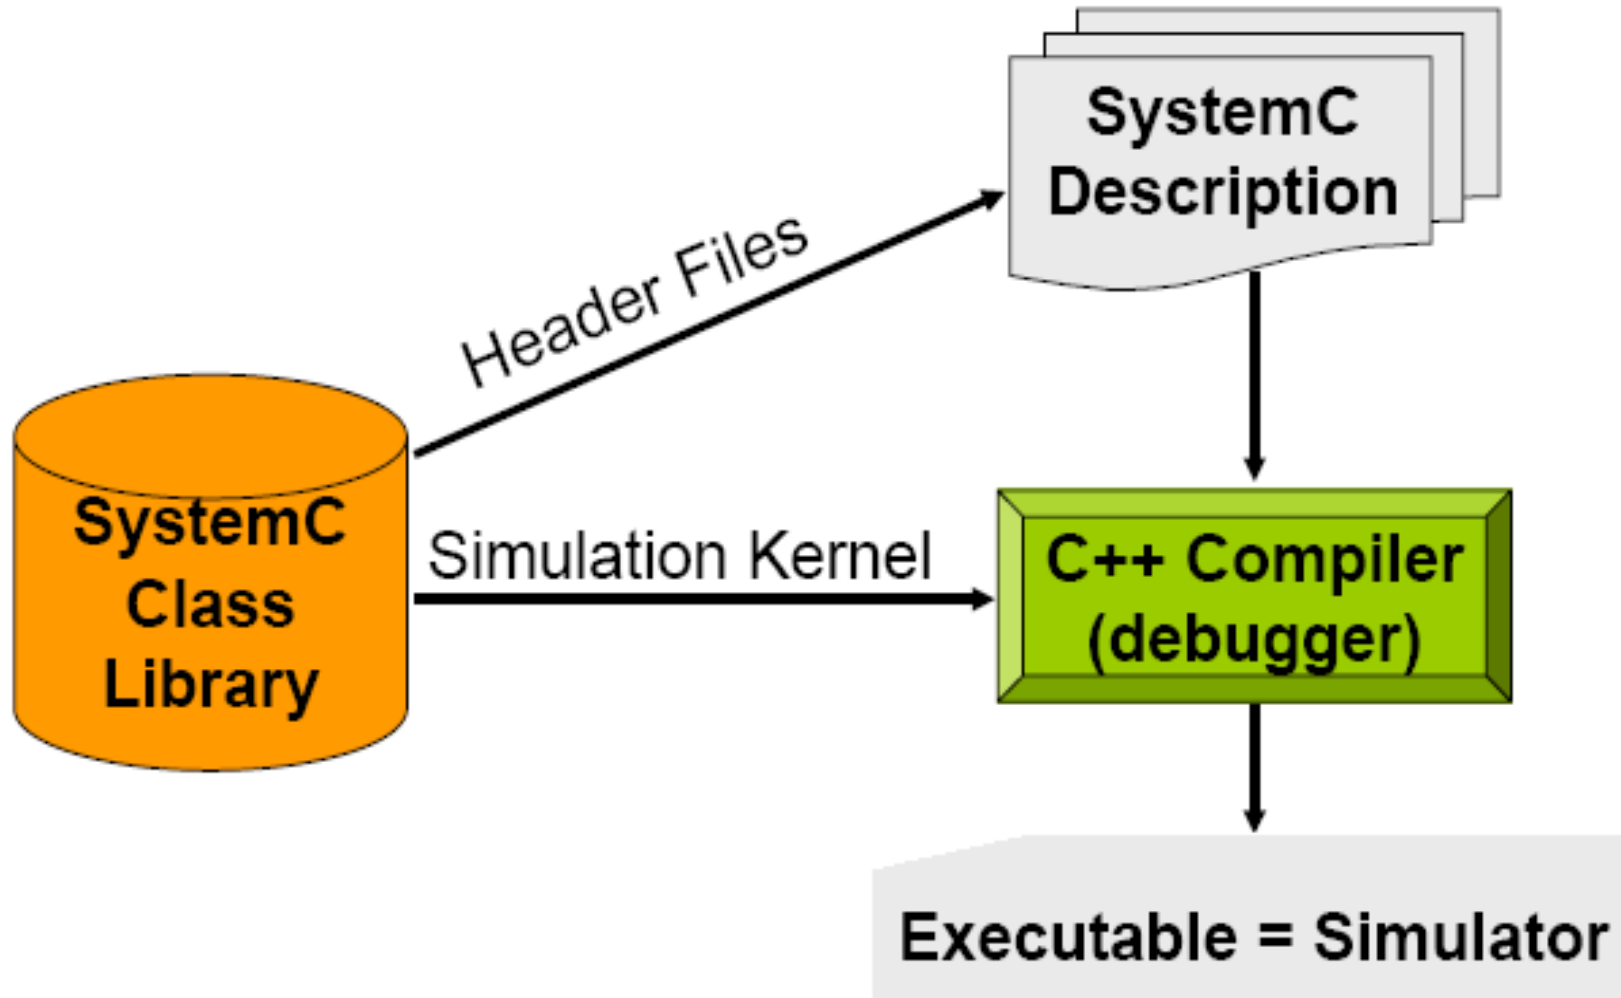 SystemC
Description
Header Files
SystemC
Class
Library
Simulation Kernel
C++ Compiler
(debugger)
Executable = Simulator